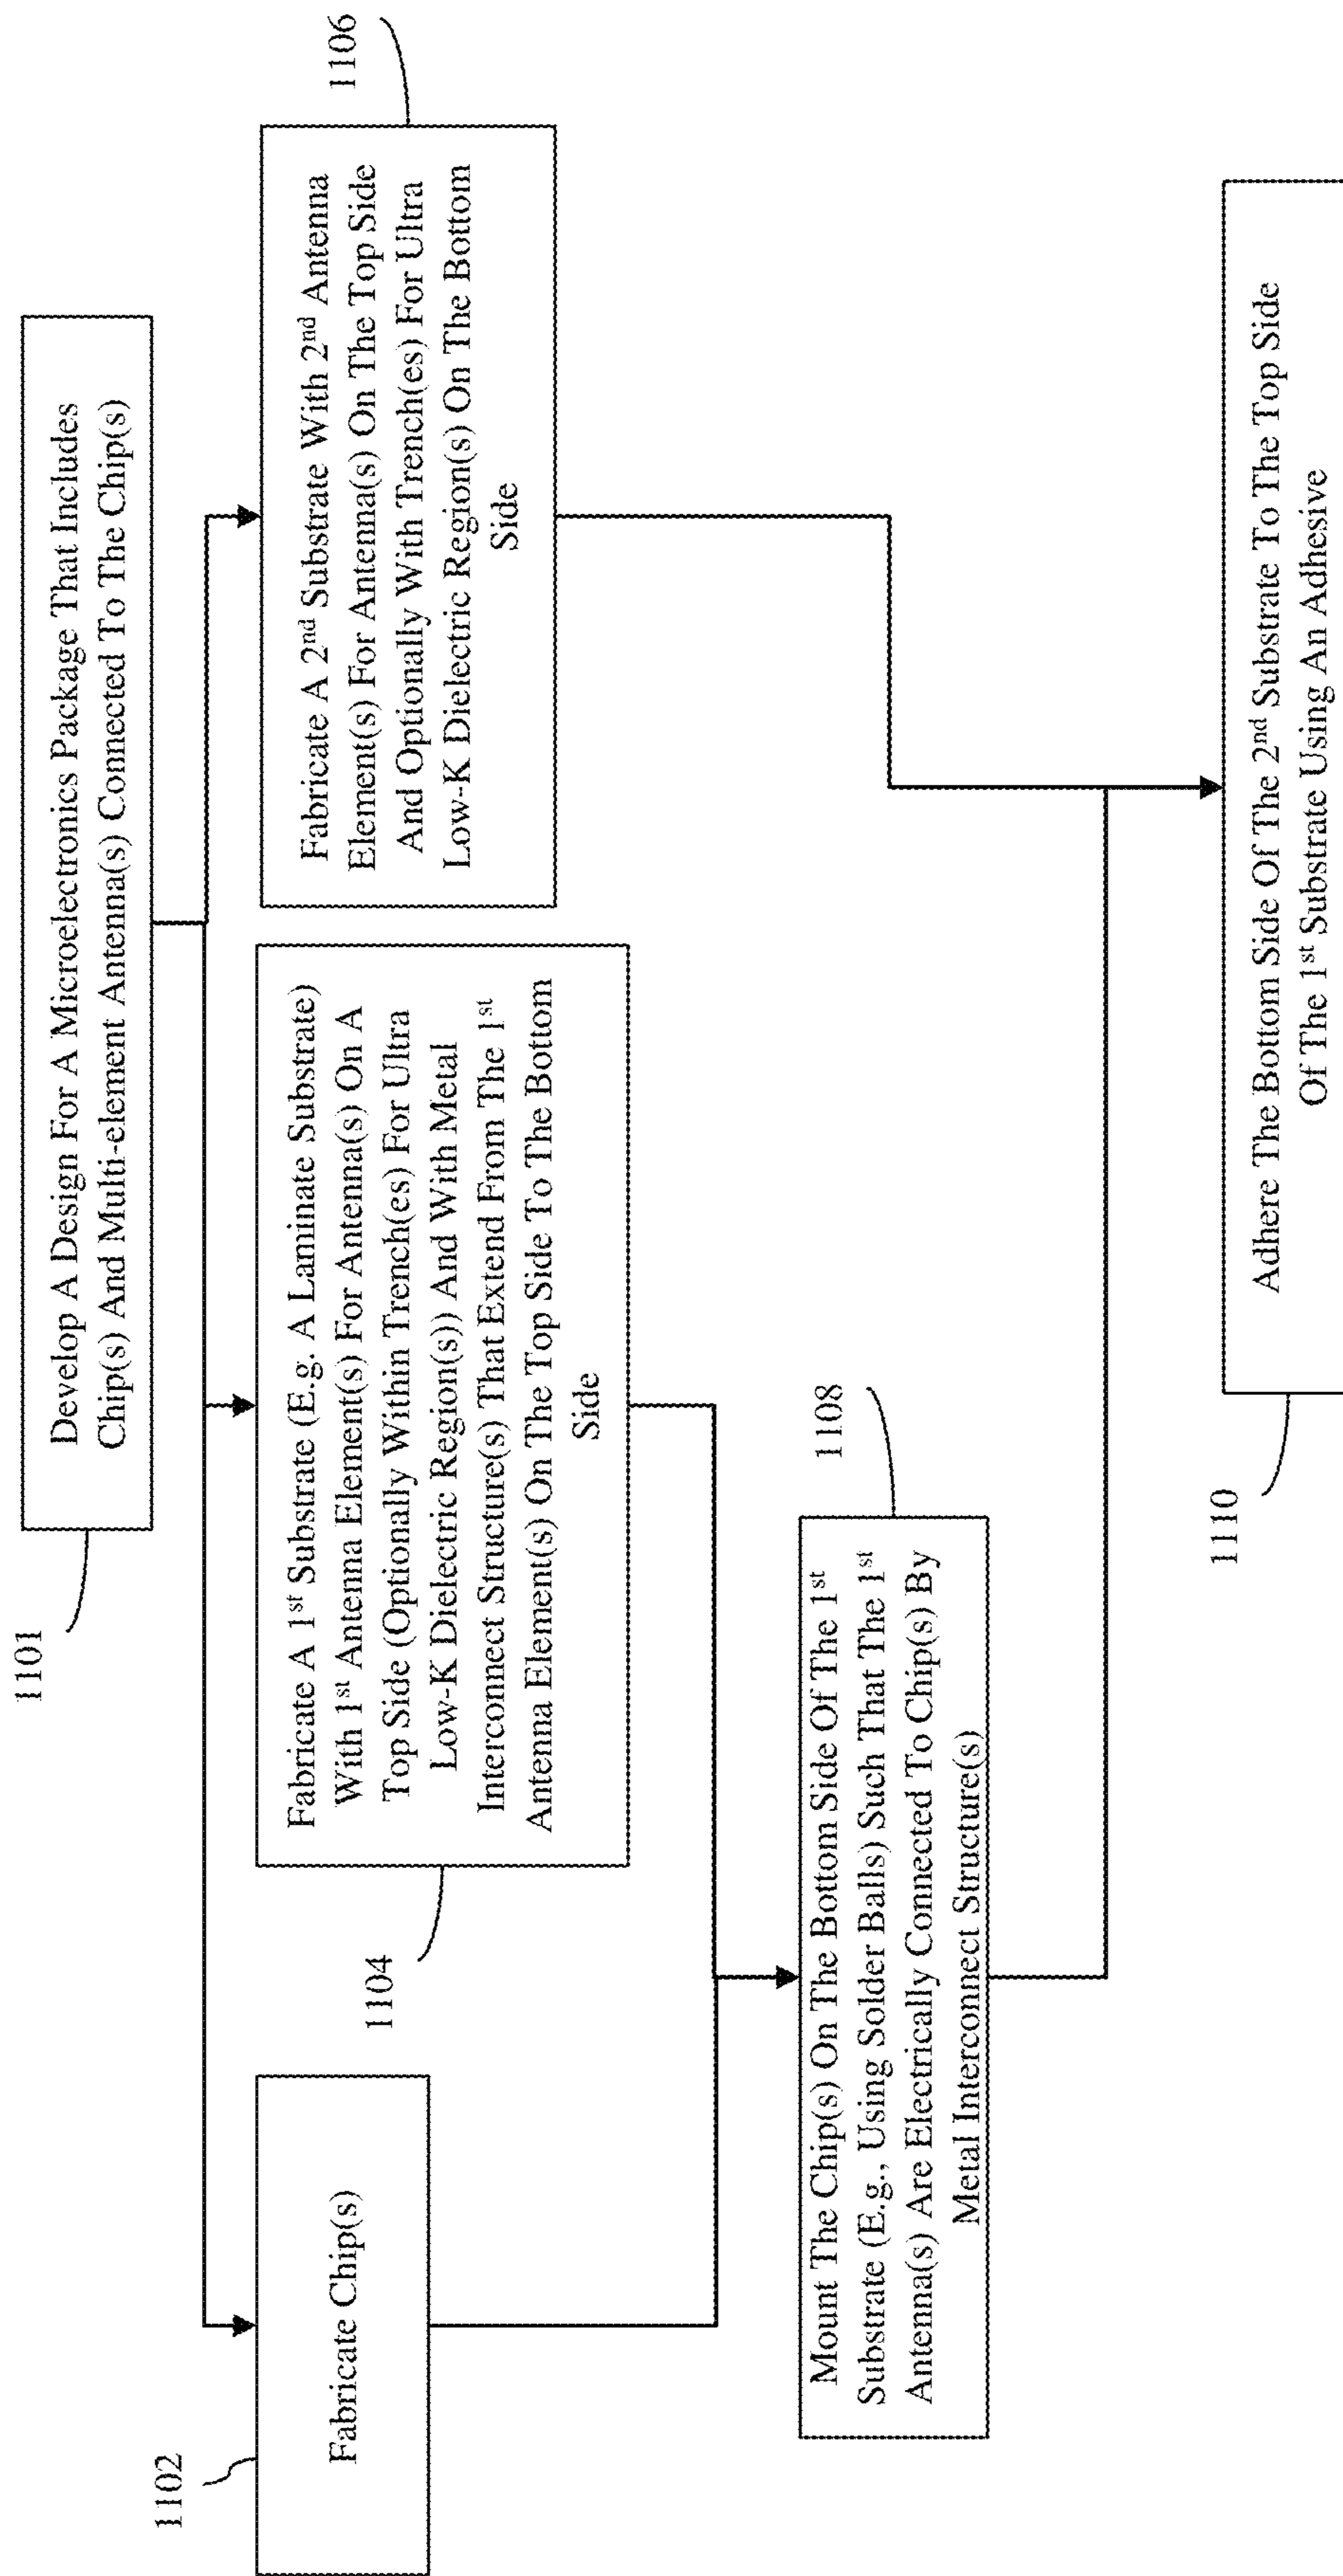 1101
Develop A Design For A Microelectronics Package That Includes
Chip(s) And Multi-element Antenna(s) Connected To The Chip(s)
1102
Fabricate Chip(s)
1104
Fabricate A 1st Substrate (E.g. A Laminate Substrate)
With 1st Antenna Element(s) For Antenna(s) On A
Top Side (Optionally Within Trench(es) For Ultra
Low-K Dielectric Region(s)) And With Metal
Interconnect Structure(s) That Extend From The 1st
Antenna Element(s) On The Top Side To The Bottom
Side
1106
Fabricate A 2nd Substrate With 2nd Antenna
Element(s) For Antenna(s) On The Top Side
And Optionally With Trench(es) For Ultra
Low-K Dielectric Region(s) On The Bottom
Side
1108
Mount The Chip(s) On The Bottom Side Of The 1st
Substrate (E.g., Using Solder Balls) Such That The 1st
Antenna(s) Are Electrically Connected To Chip(s) By
Metal Interconnect Structure(s)
1110
Adhere The Bottom Side Of The 2nd Substrate To The Top Side
Of The 1st Substrate Using An Adhesive